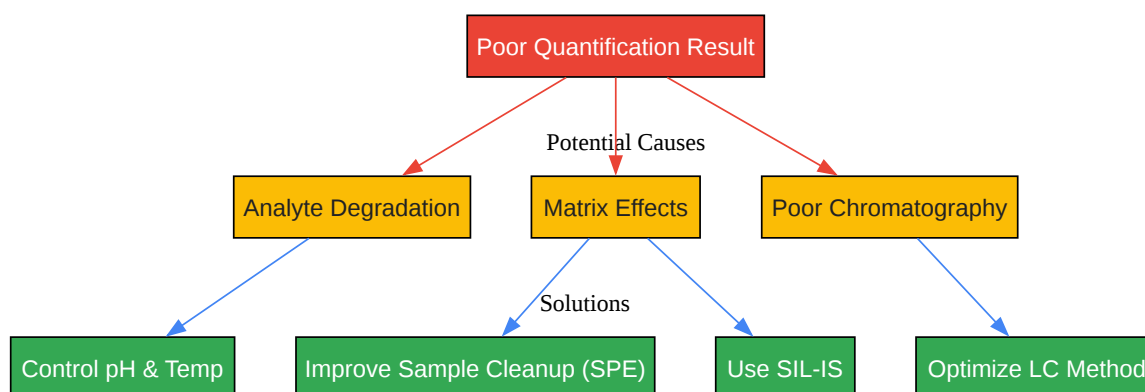 Poor Quantification Result
Potential Causes
Analyte Degradation
Matrix Effects
Poor Chromatography
Solutions
Control pH & Temp
Improve Sample Cleanup (SPE)
Use SIL-IS
Optimize LC Method